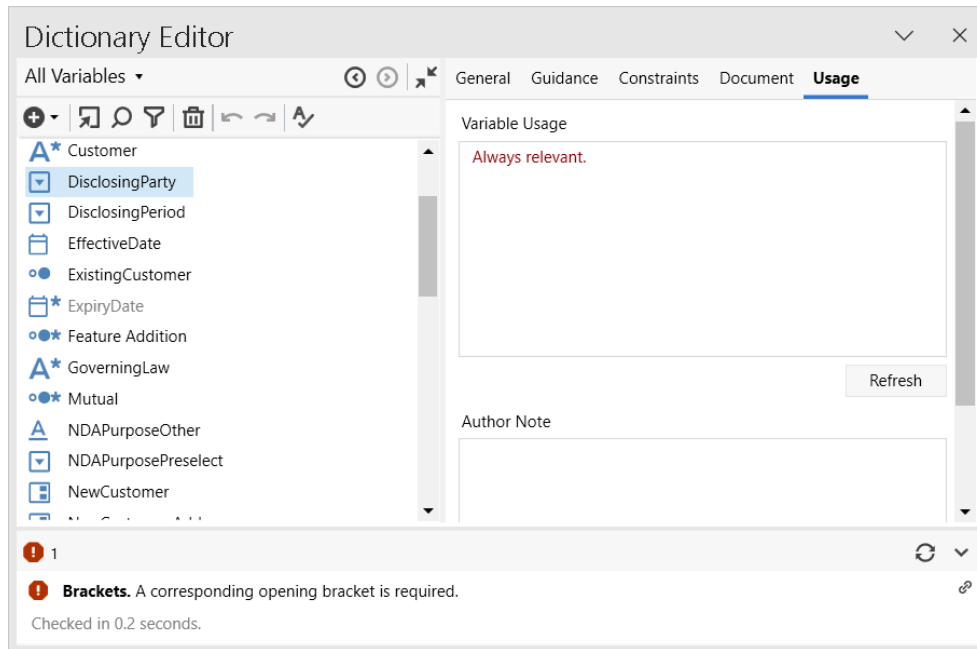 Dictionary Editor
All Variables
General Guidance Constraints Document Usage
Customer
DisclosingParty
DisclosingPeriod
EffectiveDate
ExistingCustomer
ExpiryDate
Feature Addition
GoverningLaw
Mutual
NDAPurposeOther
NDAPurposePreselect
NewCustomer
Variable Usage
Always relevant.
Refresh
Author Note
1
Brackets. A corresponding opening bracket is required.
Checked in 0.2 seconds.